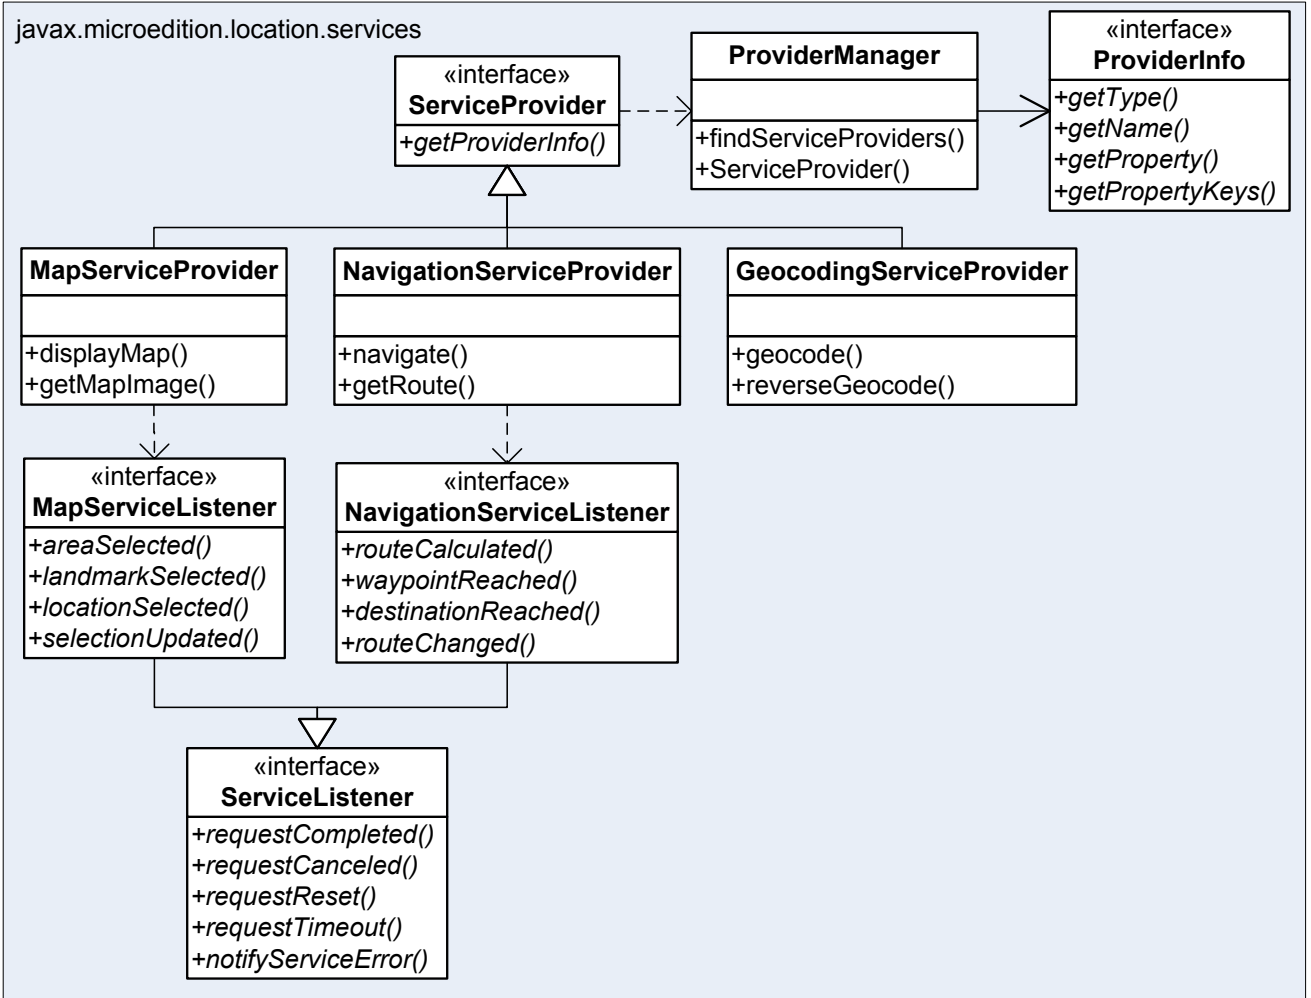 javax.microedition.location.services
«interface»
ServiceProvider
+getProviderInfo()
ProviderManager
+findServiceProviders()
+ServiceProvider()
«interface»
ProviderInfo
+getType()
+getName()
+getProperty()
+getPropertyKeys()
MapServiceProvider
+displayMap()
+getMapImage()
NavigationServiceProvider
+navigate()
+getRoute()
GeocodingServiceProvider
+geocode()
+reverseGeocode()
«interface»
MapServiceListener
+areaSelected()
+landmarkSelected()
+locationSelected()
+selectionUpdated()
«interface»
NavigationServiceListener
+routeCalculated()
+waypointReached()
+destinationReached()
+routeChanged()
«interface»
ServiceListener
+requestCompleted()
+requestCanceled()
+requestReset()
+requestTimeout()
+notifyServiceError()